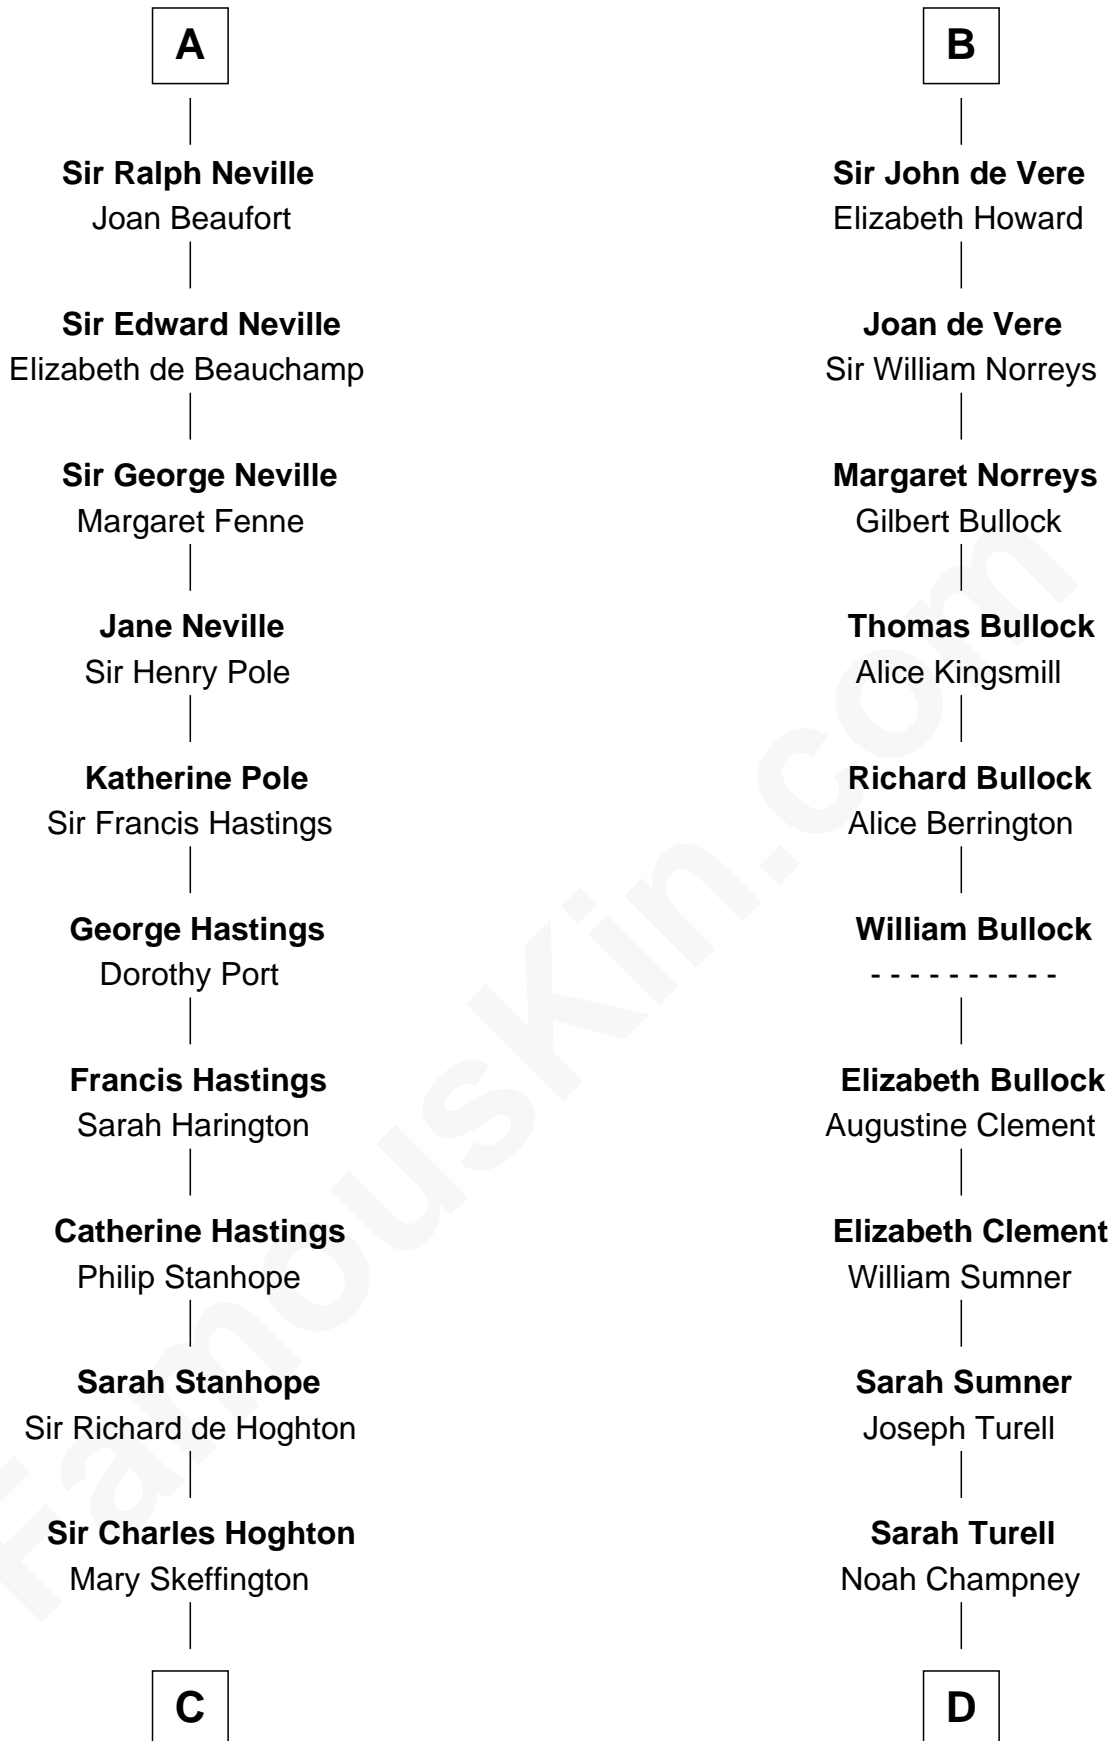 A
Sir Ralph Neville
Joan Beaufort
Sir Edward Neville
Elizabeth de Beauchamp
Sir George Neville
Margaret Fenne
Jane Neville
Sir Henry Pole
Katherine Pole
Sir Francis Hastings
George Hastings
Dorothy Port
Francis Hastings
Sarah Harington
Catherine Hastings
Philip Stanhope
Sarah Stanhope
Sir Richard de Hoghton
Sir Charles Hoghton
Mary Skeffington
C
B
Sir John de Vere
Elizabeth Howard
Joan de Vere
Sir William Norreys
Margaret Norreys
Gilbert Bullock
Thomas Bullock
Alice Kingsmill
Richard Bullock
Alice Berrington
William Bullock
- - - - - - - - - -
Elizabeth Bullock
Augustine Clement
Elizabeth Clement
William Sumner
Sarah Sumner
Joseph Turell
Sarah Turell
Noah Champney
D
FamousKin.com